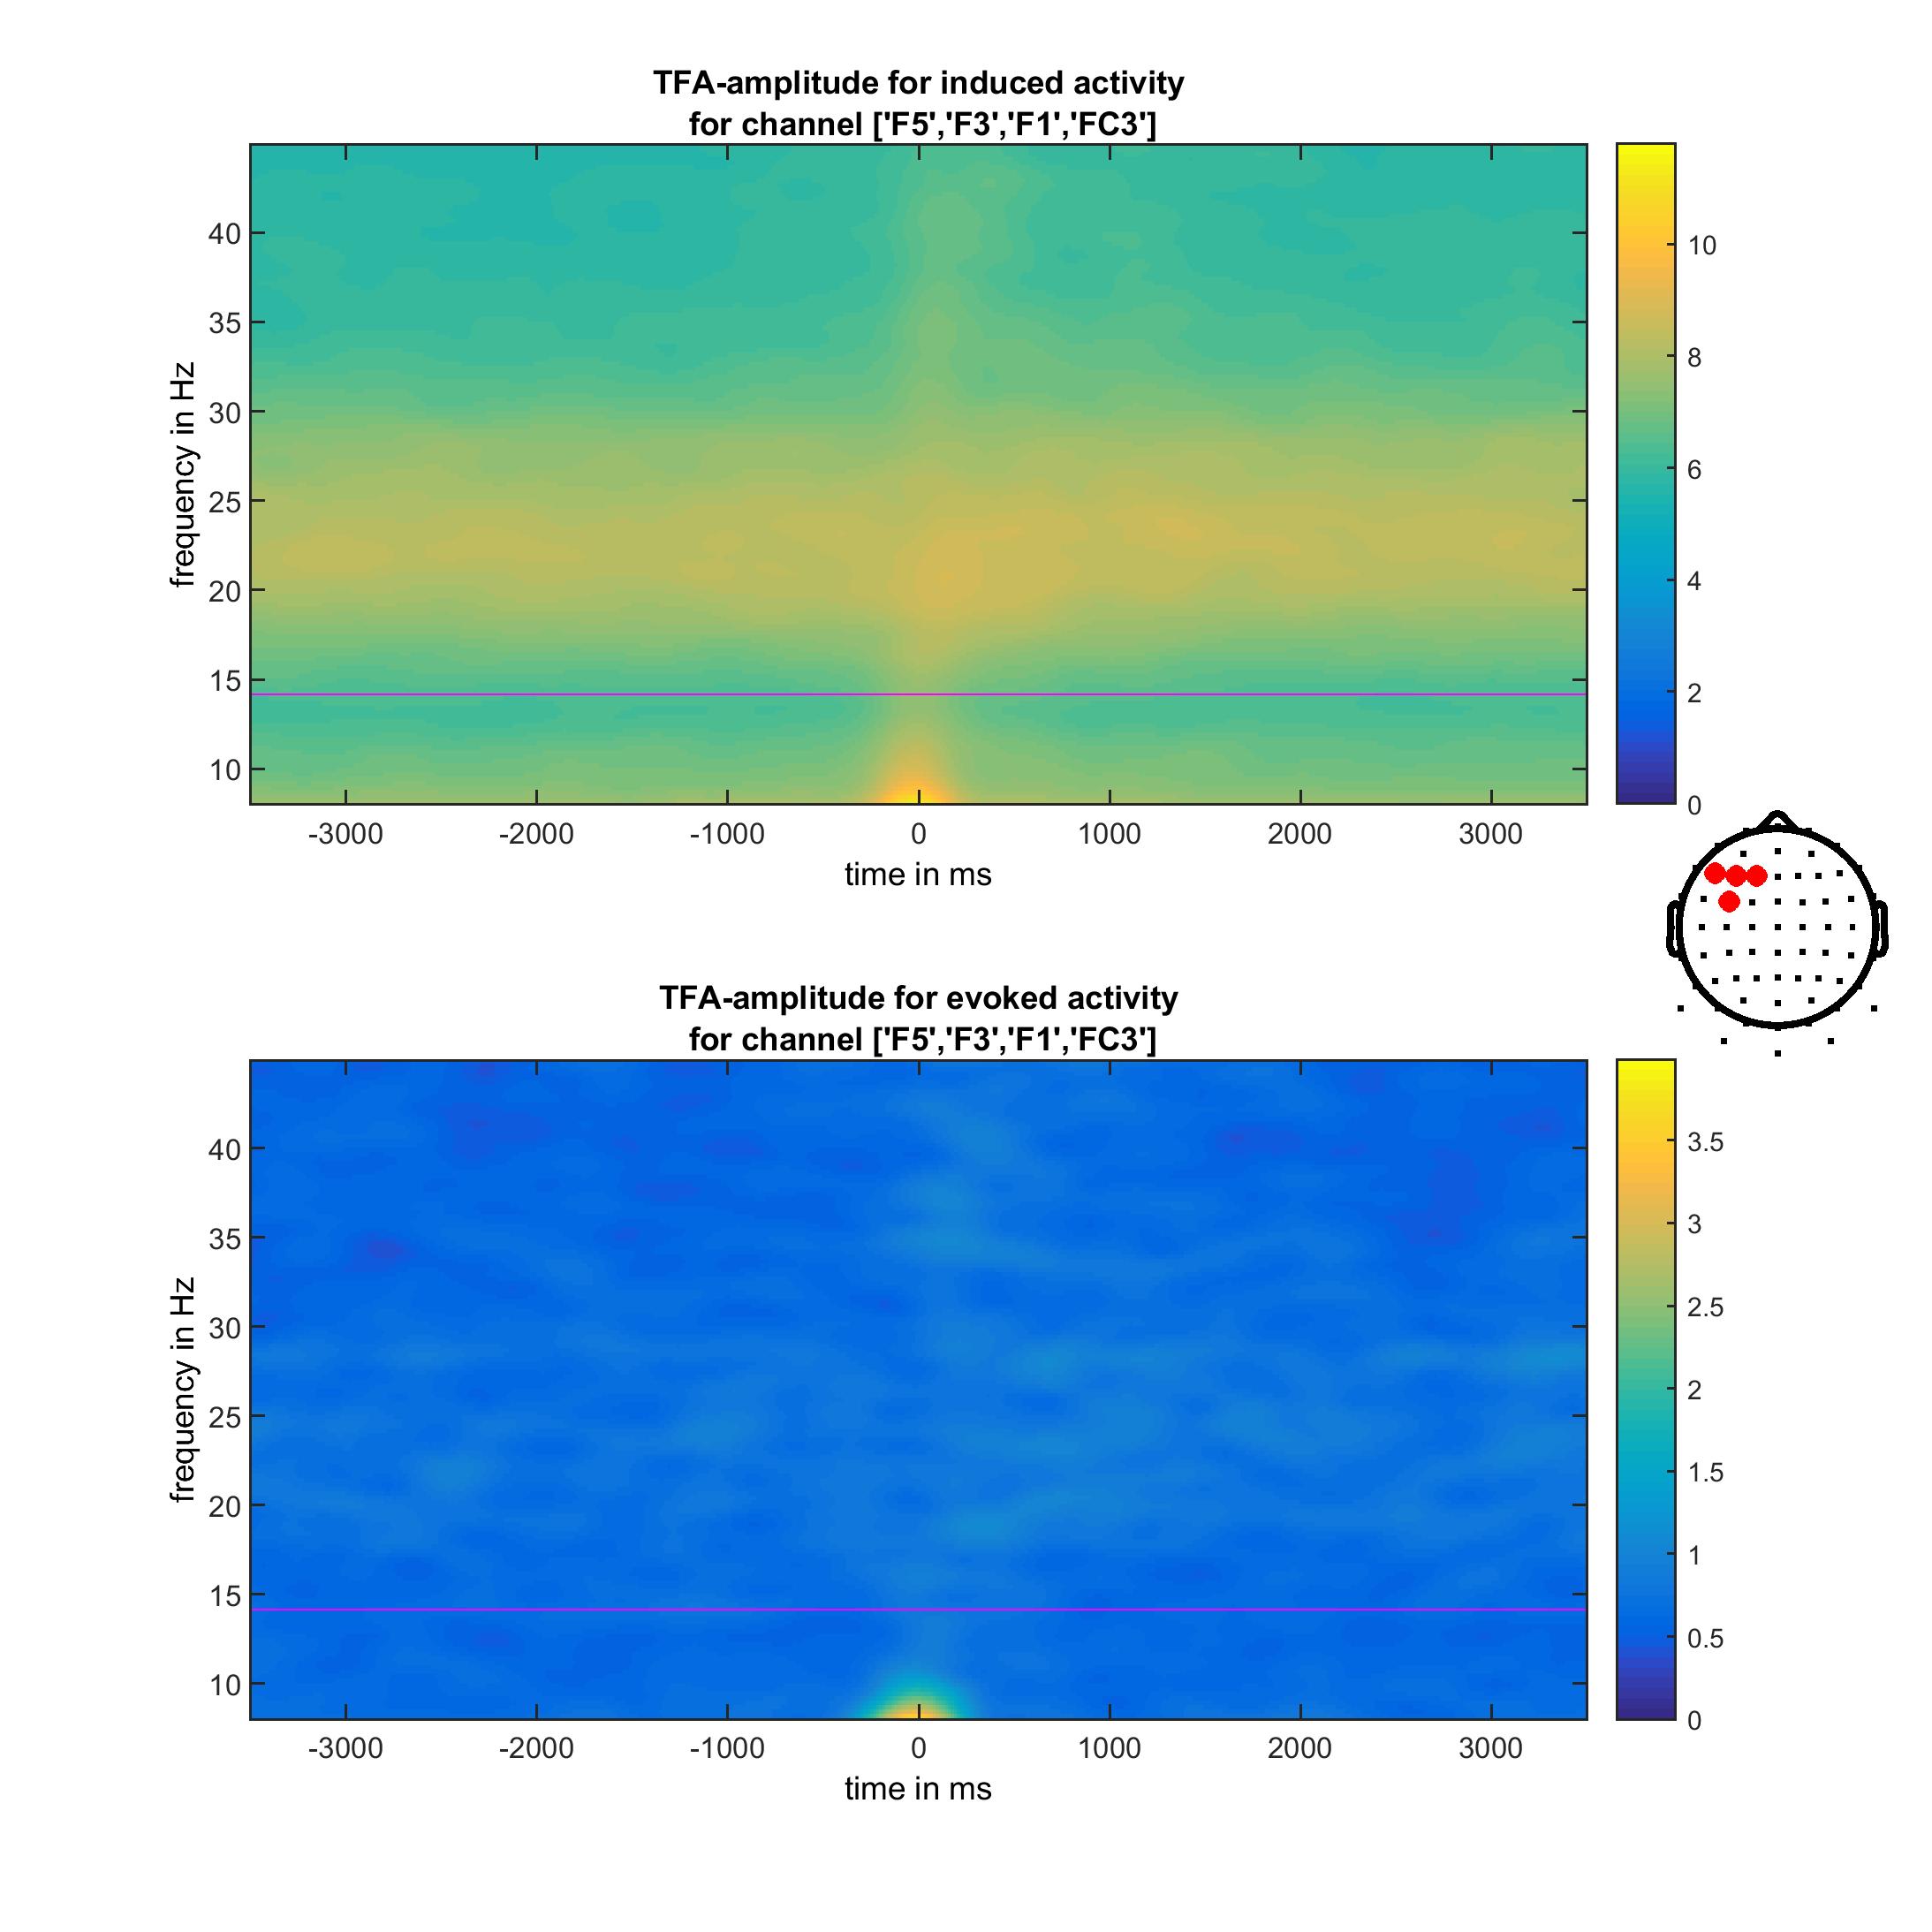 TFA-amplitude for induced activity
for channel ['F5','F3','F1','FC3']
frequency in Hz
40
35
30
25
20
15
10
-3000 -2000 -1000 0 1000 2000 3000
time in ms
10
8
6
4
2
0
TFA-amplitude for evoked activity
for channel ['F5','F3','F1','FC3']
frequency in Hz
40
35
30
25
20
15
10
-3000 -2000 -1000 0 1000 2000 3000
time in ms
3.5
3
2.5
2
1.5
1
0.5
0